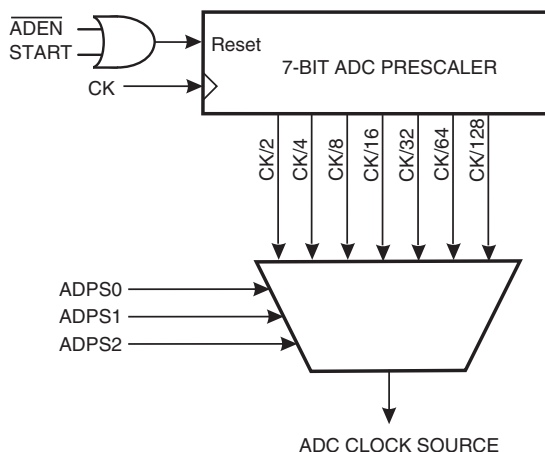 ADEN
START
Reset
7-BIT ADC PRESCALER
CK
CK/2
CK/4
CK/8
CK/16
CK/32
CK/64
CK/128
ADPS0
ADPS1
ADPS2
ADC CLOCK SOURCE